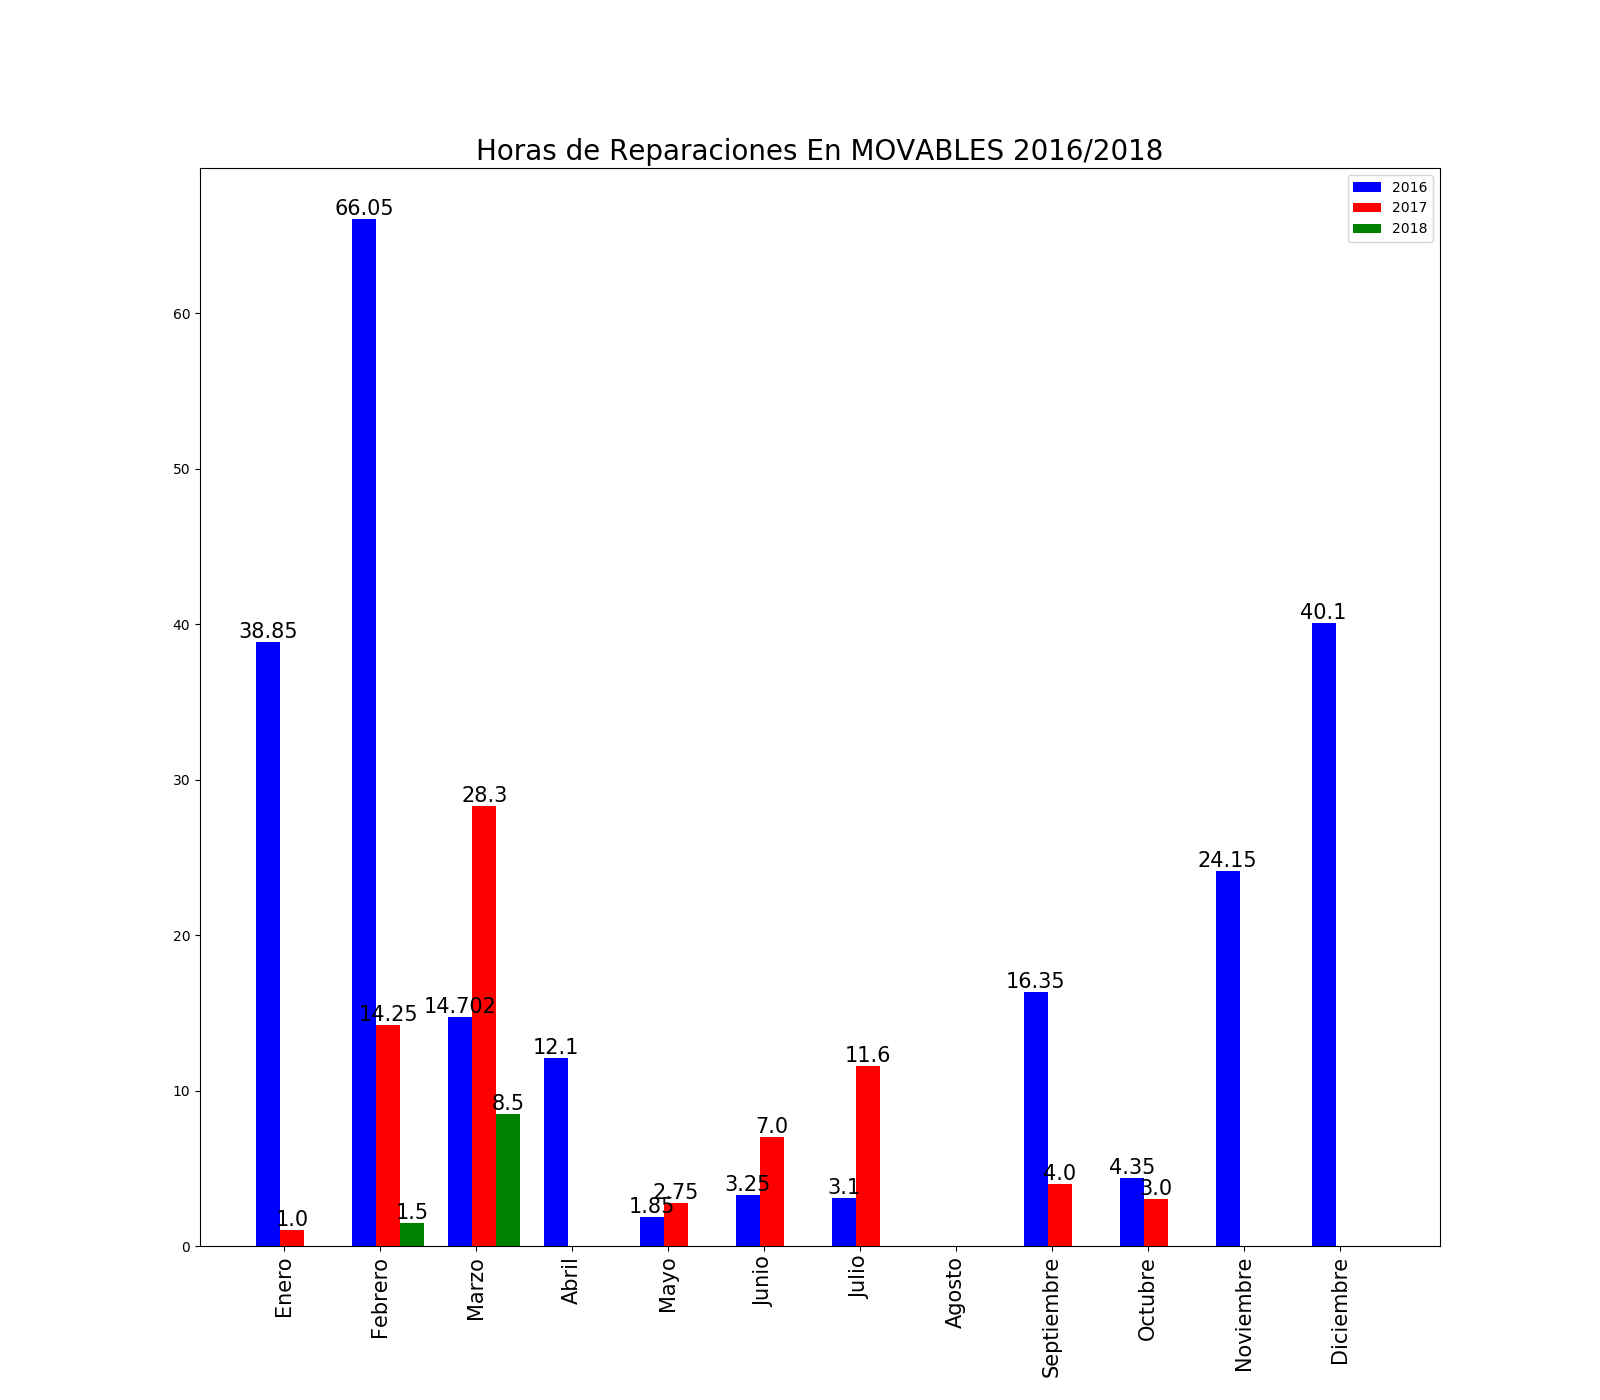 Horas de Reparaciones En MOVABLES 2016/2018
2016
2017
2018
66.05
60
50
40
38.85
40.1
30
28.3
24.15
20
16.35
14.702
14.25
12.1
11.6
10
8.5
7.0
4.35
4.0
3.25
3.1
3.0
2.75
1.85
1.5
1.0
0
Enero
Febrero
Marzo
Abril
Mayo
Junio
Julio
Agosto
Septiembre
Octubre
Noviembre
Diciembre